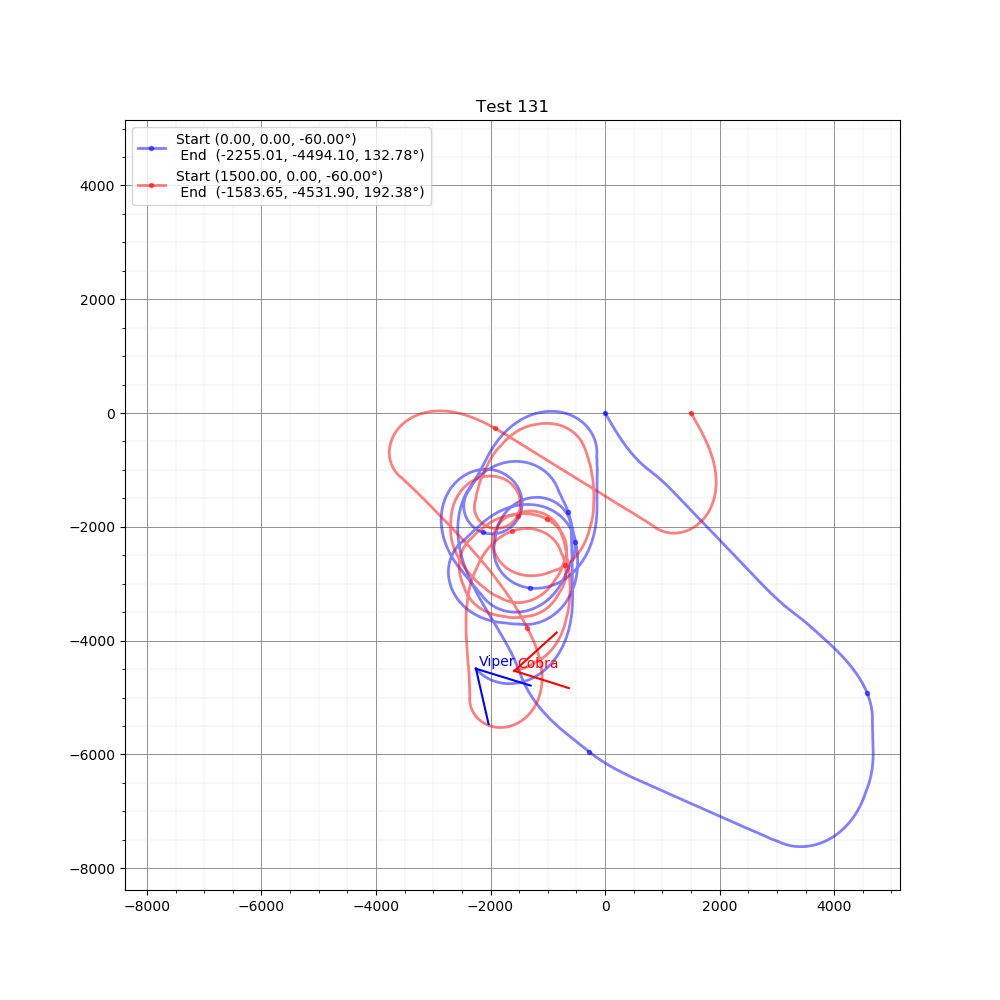 Test 131
Start (0.00, 0.00, -60.00°)
End  (-2255.01, -4494.10, 132.78°)
Start (1500.00, 0.00, -60.00°)
End  (-1583.65, -4531.90, 192.38°)
4000
2000
0
−2000
−4000
−6000
−8000
Viper
Cobra
−8000
−6000
−4000
−2000
0
2000
4000